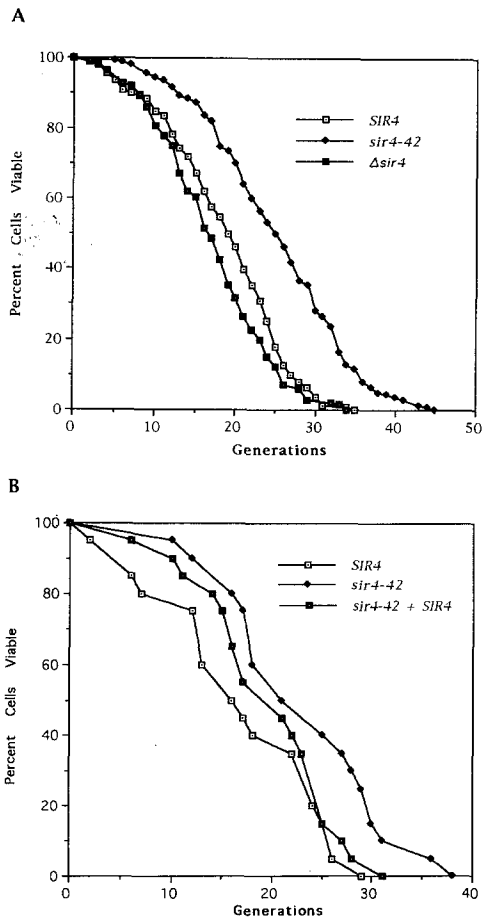 A
100
80
60
40
20
0
Percent Cells Viable
SIR4
sir4-42
Δsir4
0 10 20 30 40 50
Generations
B
100
80
60
40
20
0
Percent Cells Viable
SIR4
sir4-42
sir4-42 + SIR4
0 10 20 30 40
Generations